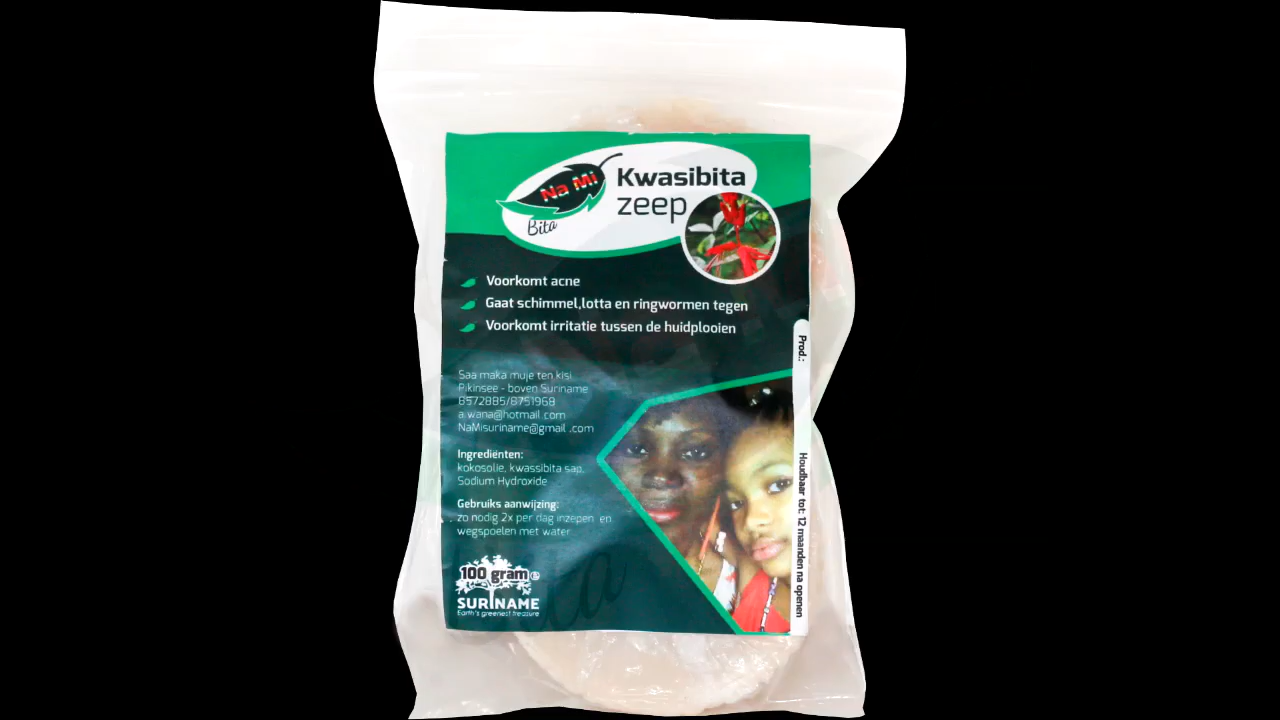 Na Mi
Bita
Kwasibita
zeep
Voorkomt acne
Gaat schimmel,lotta en ringwormen tegen
Voorkomt irritatie tussen de huidplooien
Saa maka muje ten kisi
Pikinsee - boven Suriname
8572885/8751968
a.wana@hotmail.com
NaMisuriname@gmail .com
Ingrediënten:
kokosolie, kwassibita sap,
Sodium Hydroxide
Gebruiks aanwijzing:
zo nodig 2x per dag inzepen en
wegspoelen met water
100 gram
SURINAME
Earth's greenest treasure
Prod.:
Houdbaar tot: 12 maanden na openen